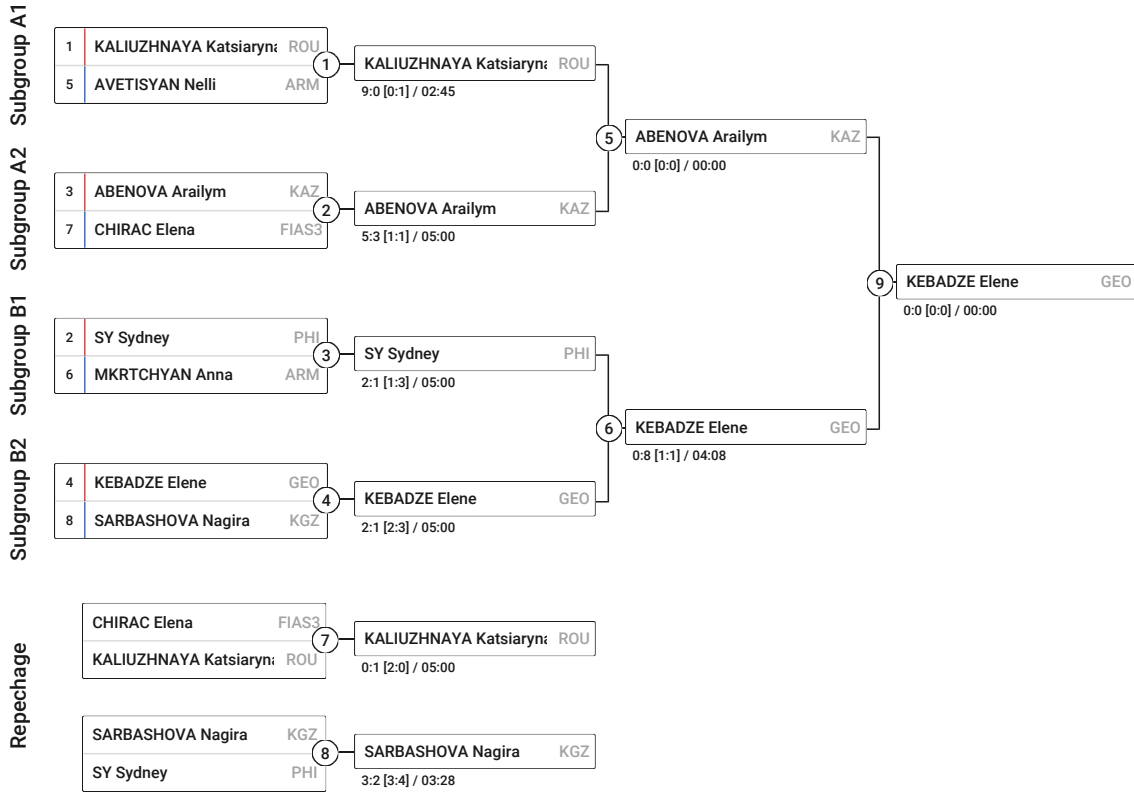 Subgroup A1
1 KALIUZHNAYA Katsiaryna ROU
5 AVETISYAN Nelli ARM
1
KALIUZHNAYA Katsiaryna ROU
9:0 [0:1] / 02:45
Subgroup A2
3 ABENOVA Arailym KAZ
7 CHIRAC Elena FIAS3
2
ABENOVA Arailym KAZ
5:3 [1:1] / 05:00
5
ABENOVA Arailym KAZ
0:0 [0:0] / 00:00
Subgroup B1
2 SY Sydney PHI
6 MKRTCHYAN Anna ARM
3
SY Sydney PHI
2:1 [1:3] / 05:00
Subgroup B2
4 KEBADZE Elene GEO
8 SARBASHOVA Nagira KGZ
4
KEBADZE Elene GEO
2:1 [2:3] / 05:00
6
KEBADZE Elene GEO
0:8 [1:1] / 04:08
9
KEBADZE Elene GEO
0:0 [0:0] / 00:00
Repechage
CHIRAC Elena FIAS3
KALIUZHNAYA Katsiaryna ROU
7
KALIUZHNAYA Katsiaryna ROU
0:1 [2:0] / 05:00
SARBASHOVA Nagira KGZ
SY Sydney PHI
8
SARBASHOVA Nagira KGZ
3:2 [3:4] / 03:28